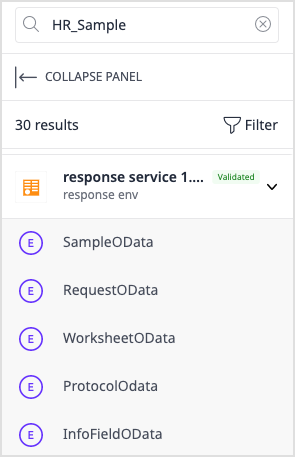 HR_Sample
COLLAPSE PANEL
30 results
Filter
response service 1.... Validated
response env
E SampleOData
E RequestOData
E WorksheetOData
E ProtocolOdata
E InfoFieldOData